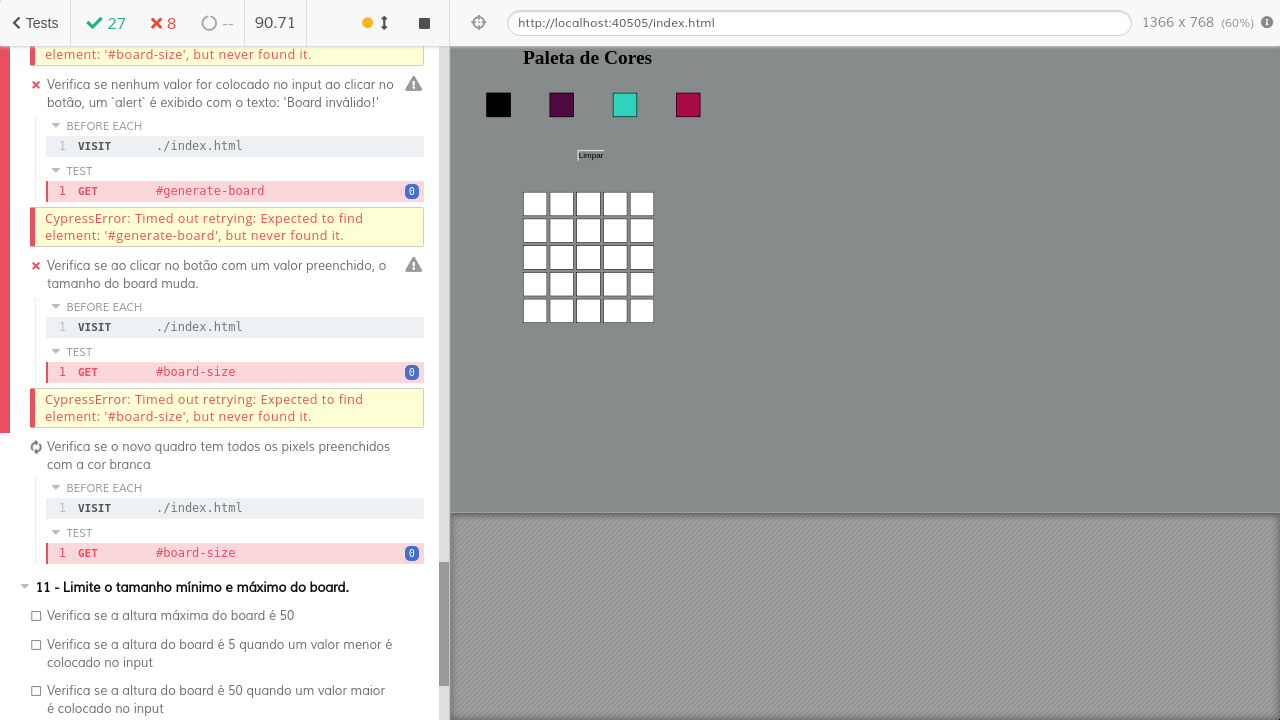 Tests 27 8 -- 90.71
http://localhost:40505/index.html 1366 x 768 (60%)
element: '#board-size', but never found it.
Verifica se nenhum valor for colocado no input ao clicar no
botão, um `alert` é exibido com o texto: 'Board inválido!'
BEFORE EACH
1 VISIT ./index.html
TEST
1 GET #generate-board 0
CypressError: Timed out retrying: Expected to find
element: '#generate-board', but never found it.
Verifica se ao clicar no botão com um valor preenchido, o
tamanho do board muda.
BEFORE EACH
1 VISIT ./index.html
TEST
1 GET #board-size 0
CypressError: Timed out retrying: Expected to find
element: '#board-size', but never found it.
Verifica se o novo quadro tem todos os pixels preenchidos
com a cor branca
BEFORE EACH
1 VISIT ./index.html
TEST
1 GET #board-size 0
11 - Limite o tamanho mínimo e máximo do board.
Verifica se a altura máxima do board é 50
Verifica se a altura do board é 5 quando um valor menor é
colocado no input
Verifica se a altura do board é 50 quando um valor maior
é colocado no input
Paleta de Cores
Limpar